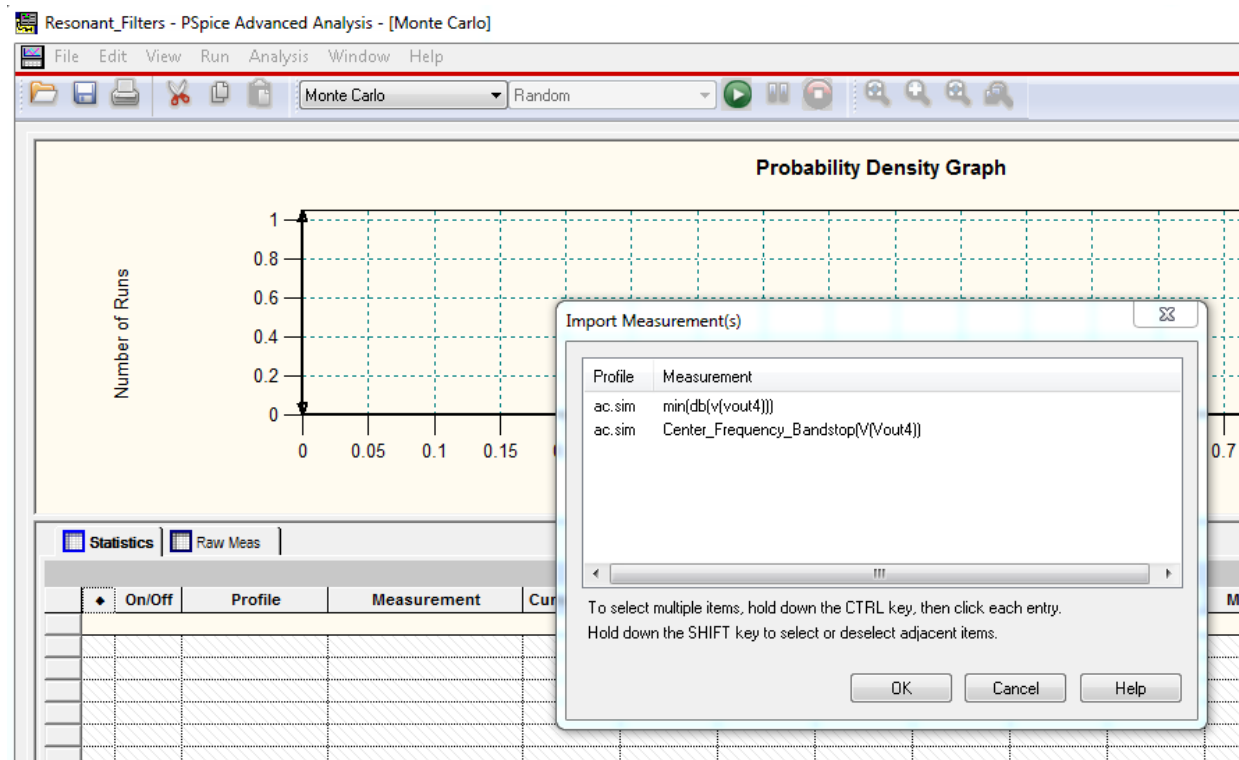 Resonant_Filters - PSpice Advanced Analysis - [Monte Carlo]
File Edit View Run Analysis Window Help
Monte Carlo Random
Probability Density Graph
Number of Runs
1
0.8
0.6
0.4
0.2
0
0 0.05 0.1 0.15 0.7
Import Measurement(s)
Profile Measurement
ac.sim min(db(v(vout4)))
ac.sim Center_Frequency_Bandstop(V(Vout4))
To select multiple items, hold down the CTRL key, then click each entry.
Hold down the SHIFT key to select or deselect adjacent items.
OK Cancel Help
Statistics Raw Meas
On/Off Profile Measurement Cur M